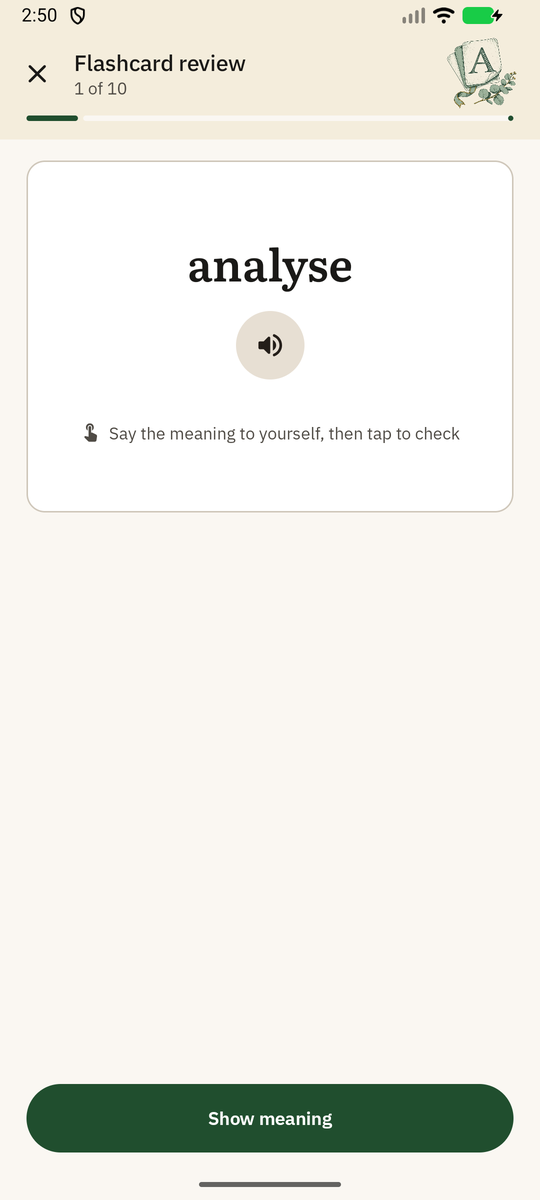 2:50
Flashcard review
1 of 10
A
analyse
Say the meaning to yourself, then tap to check
Show meaning